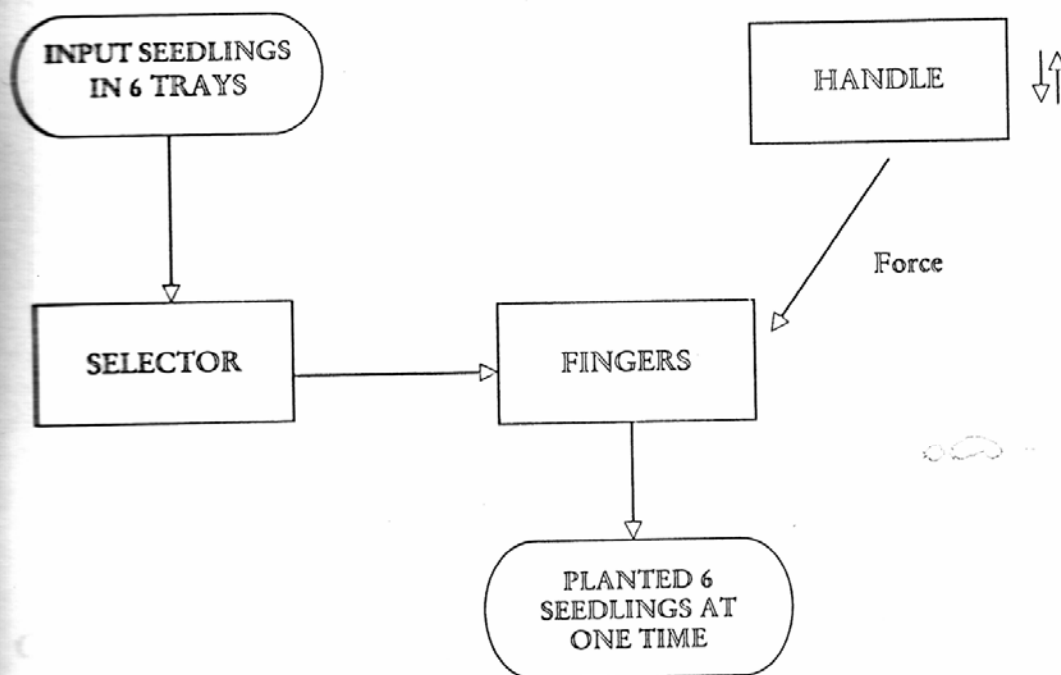 INPUT SEEDLINGS
IN 6 TRAYS
HANDLE
Force
SELECTOR
FINGERS
PLANTED 6
SEEDLINGS AT
ONE TIME